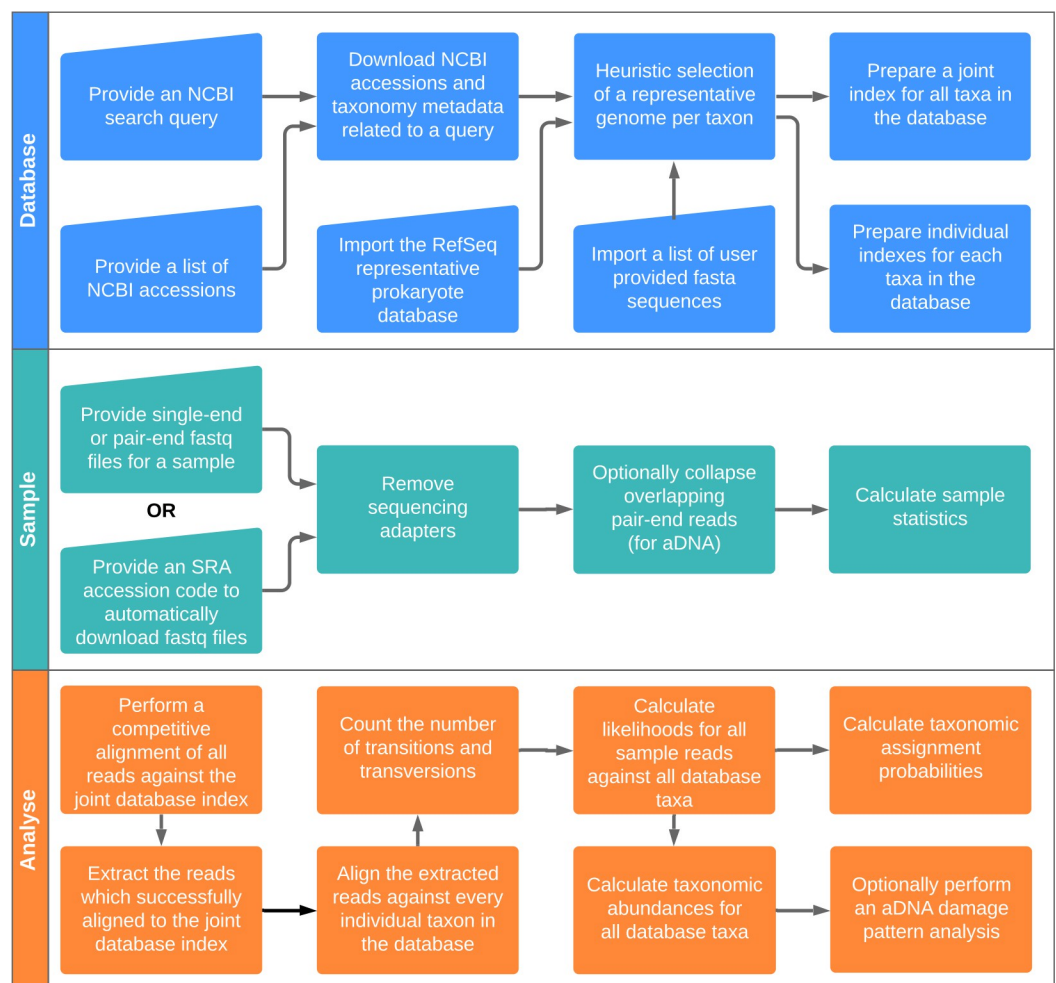 Database
Provide an NCBI
search query
Download NCBI
accessions and
taxonomy metadata
related to a query
Heuristic selection
of a representative
genome per taxon
Prepare a joint
index for all taxa in
the database
Provide a list of
NCBI accessions
Import the RefSeq
representative
prokaryote
database
Import a list of user
provided fasta
sequences
Prepare individual
indexes for each
taxa in the
database
Sample
Provide single-end
or pair-end fastq
files for a sample
OR
Provide an SRA
accession code to
automatically
download fastq files
Remove
sequencing
adapters
Optionally collapse
overlapping
pair-end reads
(for aDNA)
Calculate sample
statistics
Analyse
Perform a
competitive
alignment of all
reads against the
joint database index
Count the number
of transitions and
transversions
Calculate
likelihoods for all
sample reads
against all database
taxa
Calculate taxonomic
assignment
probabilities
Extract the reads
which successfully
aligned to the joint
database index
Align the extracted
reads against every
individual taxon in
the database
Calculate taxonomic
abundances for
all database taxa
Optionally perform
an aDNA damage
pattern analysis